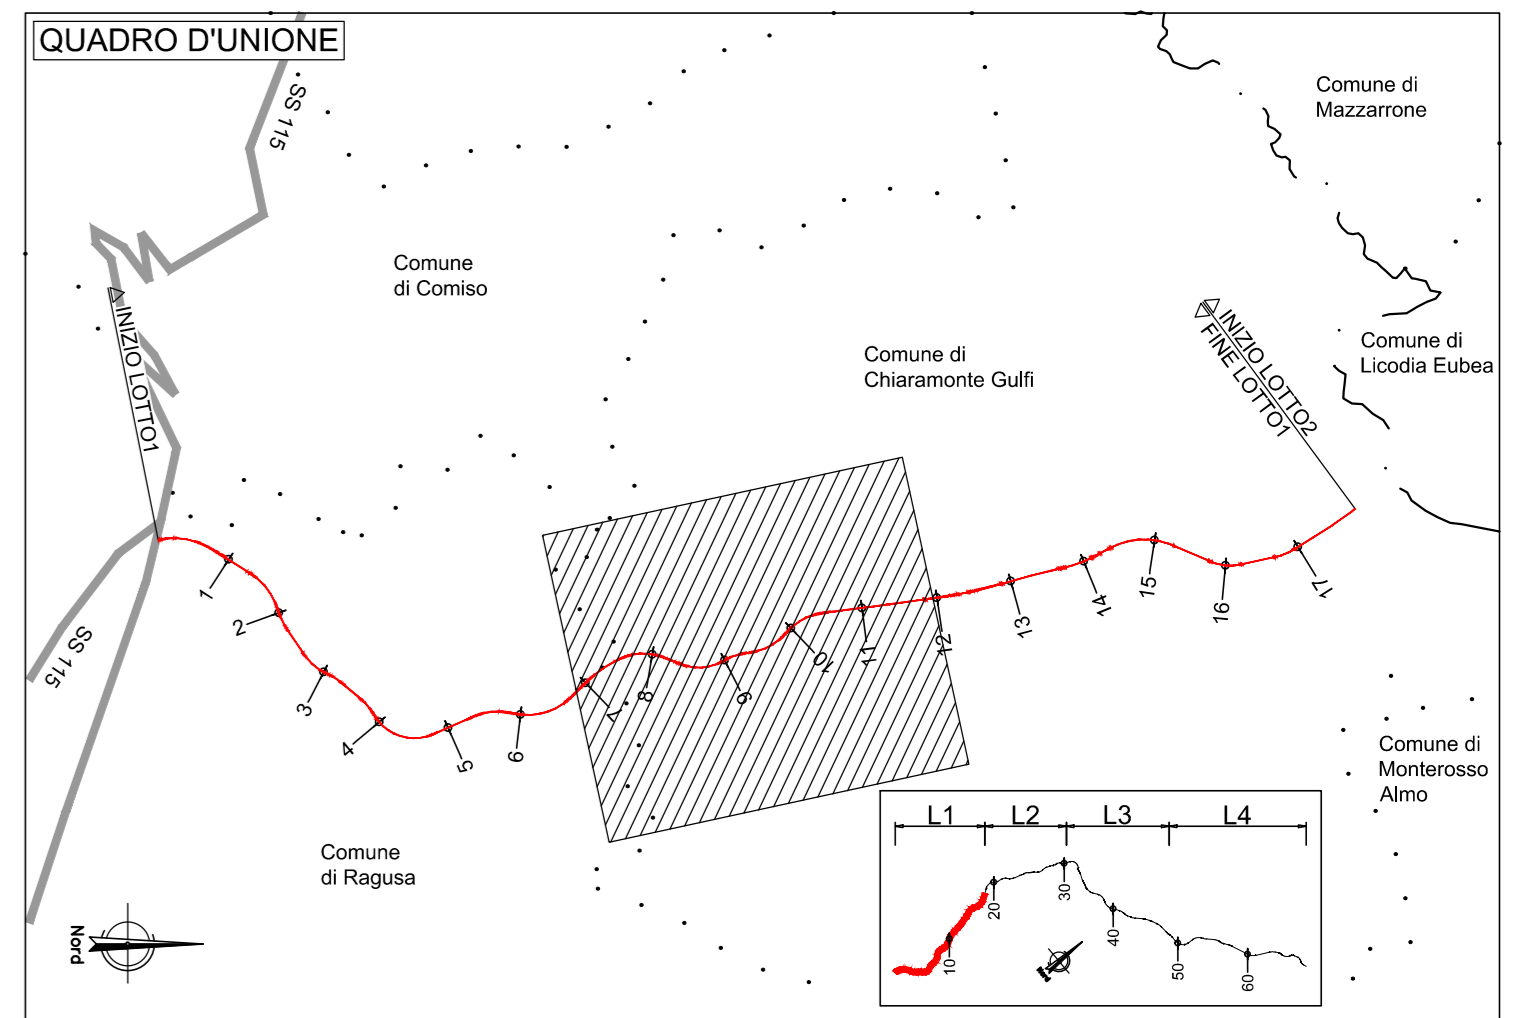 QUADRO D'UNIONE
SS 115
Comune di
Mazzarrone
Comune
di Comiso
INIZIO LOTTO1
INIZIO LOTTO2
FINE LOTTO1
Comune di
Licodia Eubea
Comune di
Chiaramonte Gulfi
SS 115
1
2
3
4
5
6
7
8
9
10
11
12
13
14
15
16
17
Comune di
Monterosso
Almo
Comune
di Ragusa
Nord
L1 L2 L3 L4
10
20
30
40
50
60